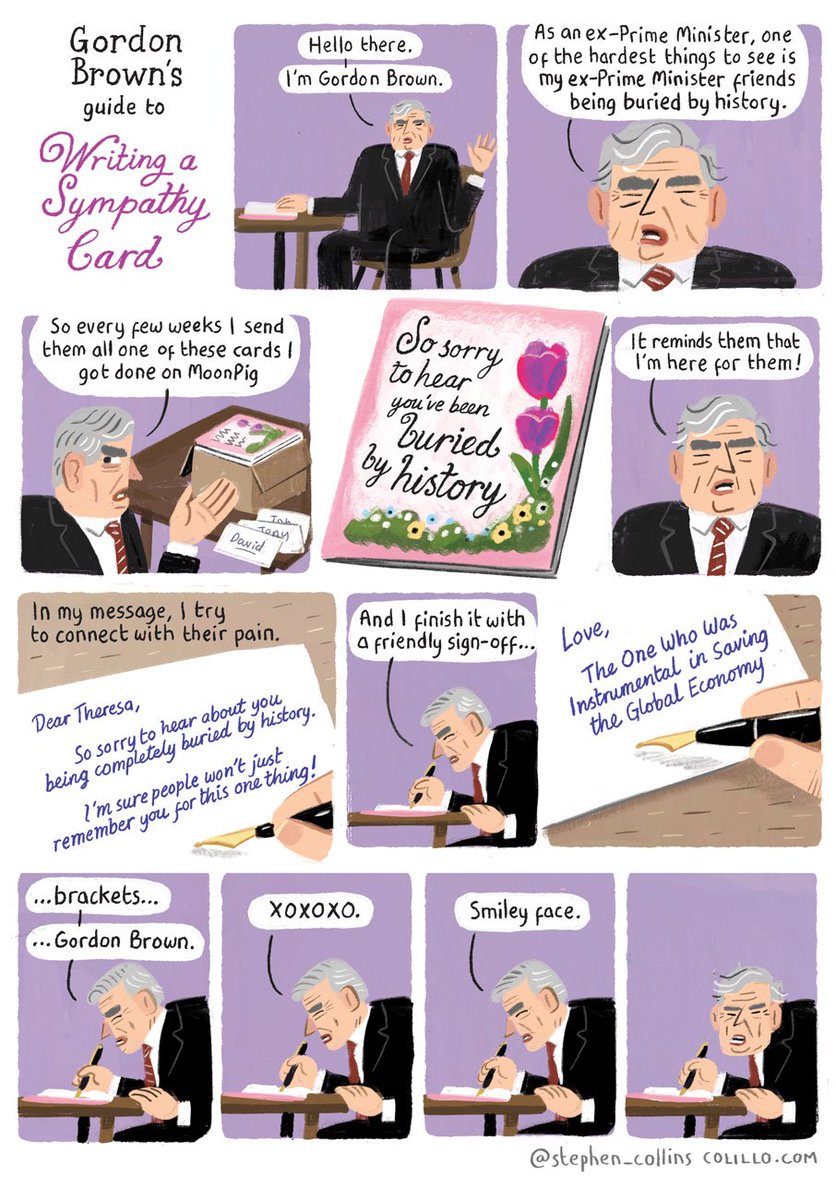 Gordon
Brown's
guide to
Writing a
Sympathy
Card
Hello there.
I'm Gordon Brown.
As an ex-Prime Minister, one
of the hardest things to see is
my ex-Prime Minister friends
being buried by history.
So every few weeks I send
them all one of these cards I
got done on MoonPig
Tony
David
So sorry
to hear
you've been
buried
by history
It reminds them that
I'm here for them!
In my message, I try
to connect with their pain.
Dear Theresa,
So sorry to hear about you
being completely buried by history.
I'm sure people won't just
remember you for this one thing!
And I finish it with
a friendly sign-off...
Love,
The One Who Was
Instrumental in Saving
the Global Economy
...brackets...
...Gordon Brown.
XOXOXO.
Smiley face.
@stephen_collins COLILLO.COM